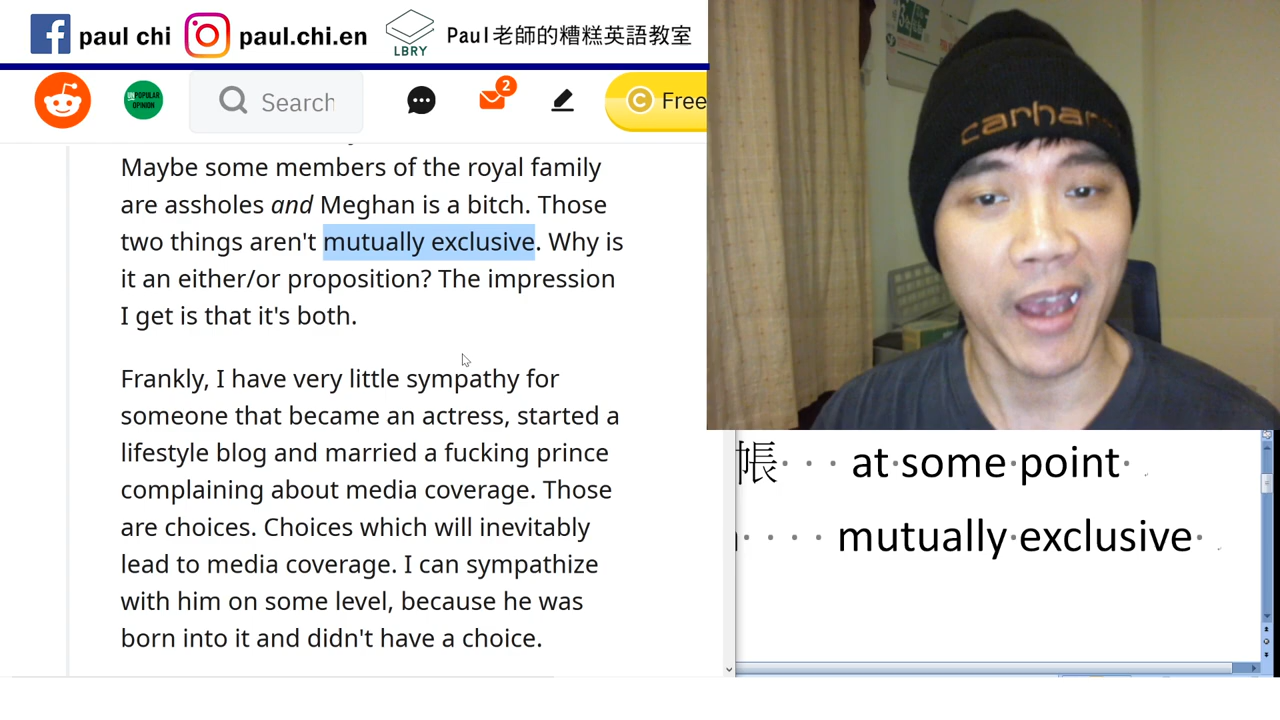 paul chi paul.chi.en LBRY Paul老師的糟糕英語教室
UNPOPULAR OPINION Search 2 Free
Maybe some members of the royal family
are assholes and Meghan is a bitch. Those
two things aren't mutually exclusive. Why is
it an either/or proposition? The impression
I get is that it's both.
Frankly, I have very little sympathy for
someone that became an actress, started a
lifestyle blog and married a fucking prince
complaining about media coverage. Those
are choices. Choices which will inevitably
lead to media coverage. I can sympathize
with him on some level, because he was
born into it and didn't have a choice.
carhartt
帳 at some point
mutually exclusive